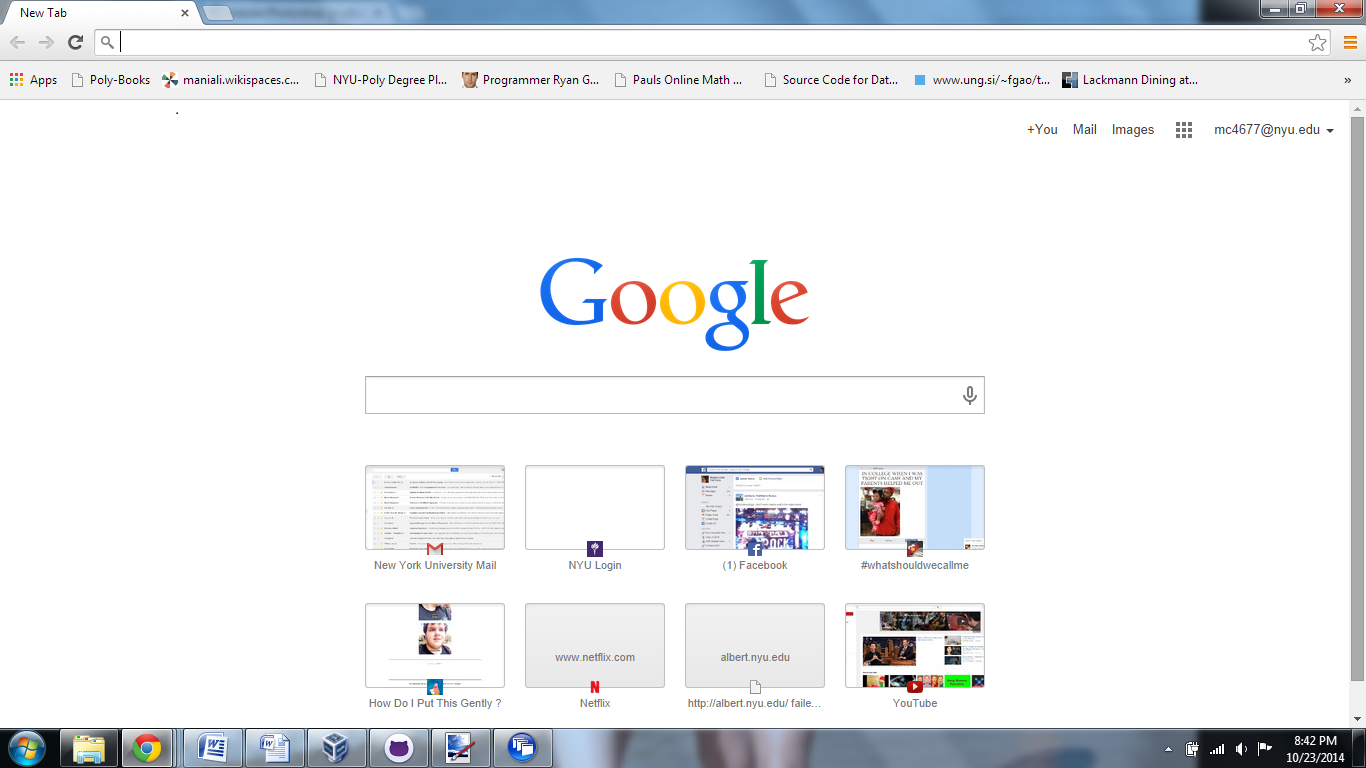 New Tab
Apps
Poly-Books
maniali.wikispaces.c...
NYU-Poly Degree Pl...
Programmer Ryan G...
Pauls Online Math ...
Source Code for Dat...
www.ung.si/~fgao/t...
Lackmann Dining at...
»
+You
Mail
Images
mc4677@nyu.edu
Google
IN COLLEGE WHEN I WAS
TIGHT ON CASH AND MY
PARENTS HELPED ME OUT
New York University Mail
NYU Login
(1) Facebook
#whatshouldwecallme
www.netflix.com
albert.nyu.edu
How Do I Put This Gently ?
Netflix
http://albert.nyu.edu/ faile...
YouTube
8:42 PM
10/23/2014